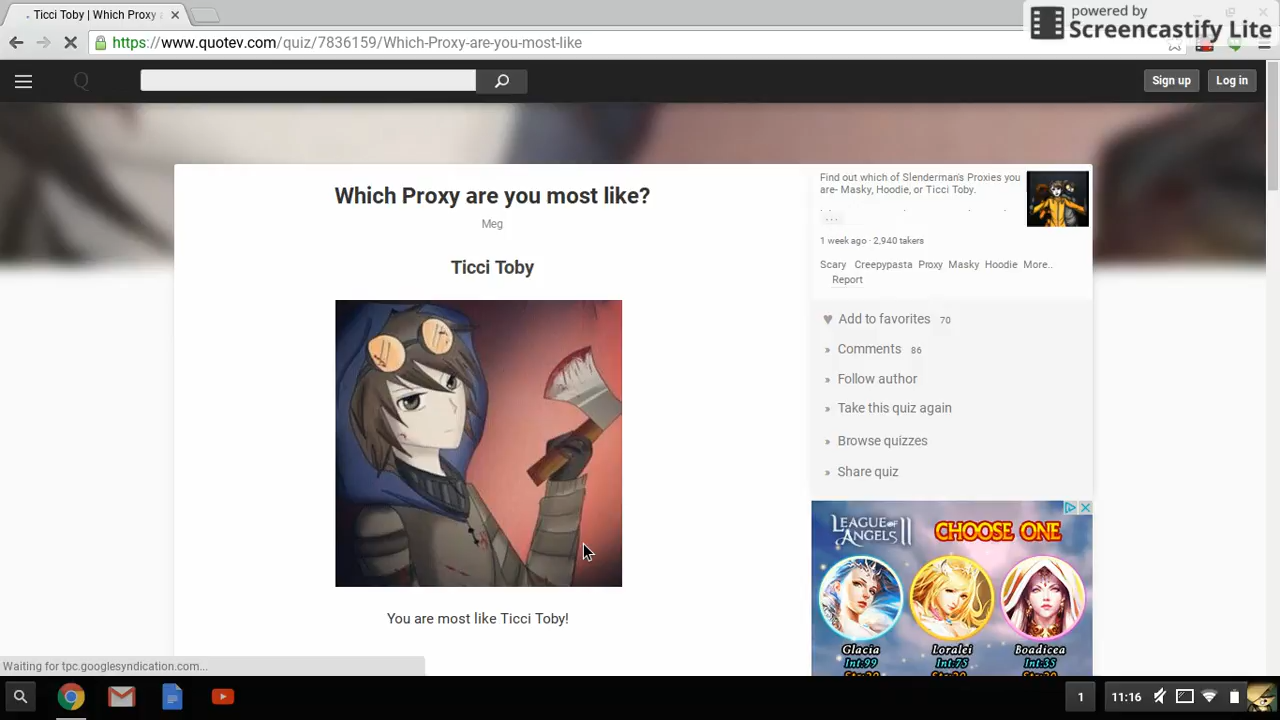 Ticci Toby | Which Proxy
powered by
Screencastify Lite
https://www.quotev.com/quiz/7836159/Which-Proxy-are-you-most-like
Q
Sign up
Log in
Which Proxy are you most like?
Meg
Ticci Toby
You are most like Ticci Toby!
Find out which of Slenderman's Proxies you
are- Masky, Hoodie, or Ticci Toby.
...
1 week ago · 2,940 takers
Scary Creepypasta Proxy Masky Hoodie More..
Report
Add to favorites 70
» Comments 86
» Follow author
» Take this quiz again
» Browse quizzes
» Share quiz
LEAGUE OF ANGELS II
CHOOSE ONE
Glacia Loralei Boadicea
Int:99 Int:75 Int:35
Waiting for tpc.googlesyndication.com...
1
11:16